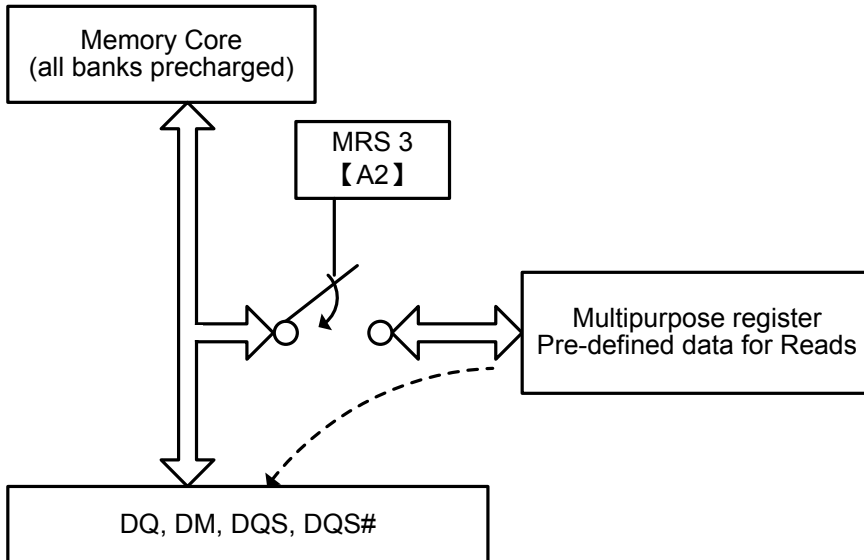 Memory Core
(all banks precharged)
MRS 3
【A2】
Multipurpose register
Pre-defined data for Reads
DQ, DM, DQS, DQS#